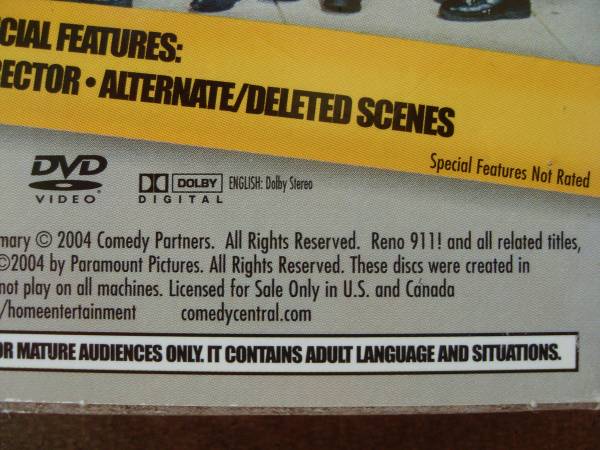 CIAL FEATURES:
ECTOR • ALTERNATE/DELETED SCENES
Special Features Not Rated
DVD
VIDEO
DOLBY
DIGITAL
ENGLISH: Dolby Stereo
mary © 2004 Comedy Partners. All Rights Reserved. Reno 911! and all related titles,
©2004 by Paramount Pictures. All Rights Reserved. These discs were created in
not play on all machines. Licensed for Sale Only in U.S. and Canada
/homeentertainment comedycentral.com
OR MATURE AUDIENCES ONLY. IT CONTAINS ADULT LANGUAGE AND SITUATIONS.